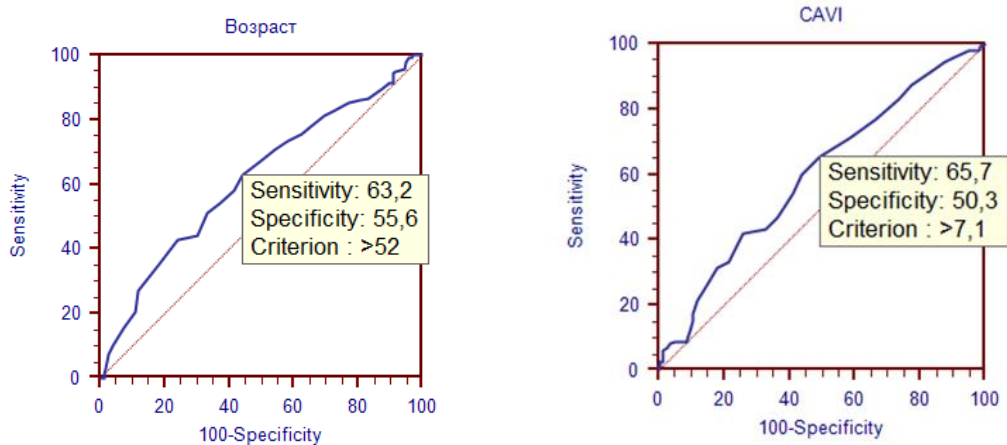 Возраст
100
80
60
40
20
0
Sensitivity
Sensitivity: 63,2
Specificity: 55,6
Criterion : >52
0 20 40 60 80 100
100-Specificity
CAVI
100
80
60
40
20
0
Sensitivity
Sensitivity: 65,7
Specificity: 50,3
Criterion : >7,1
0 20 40 60 80 100
100-Specificity